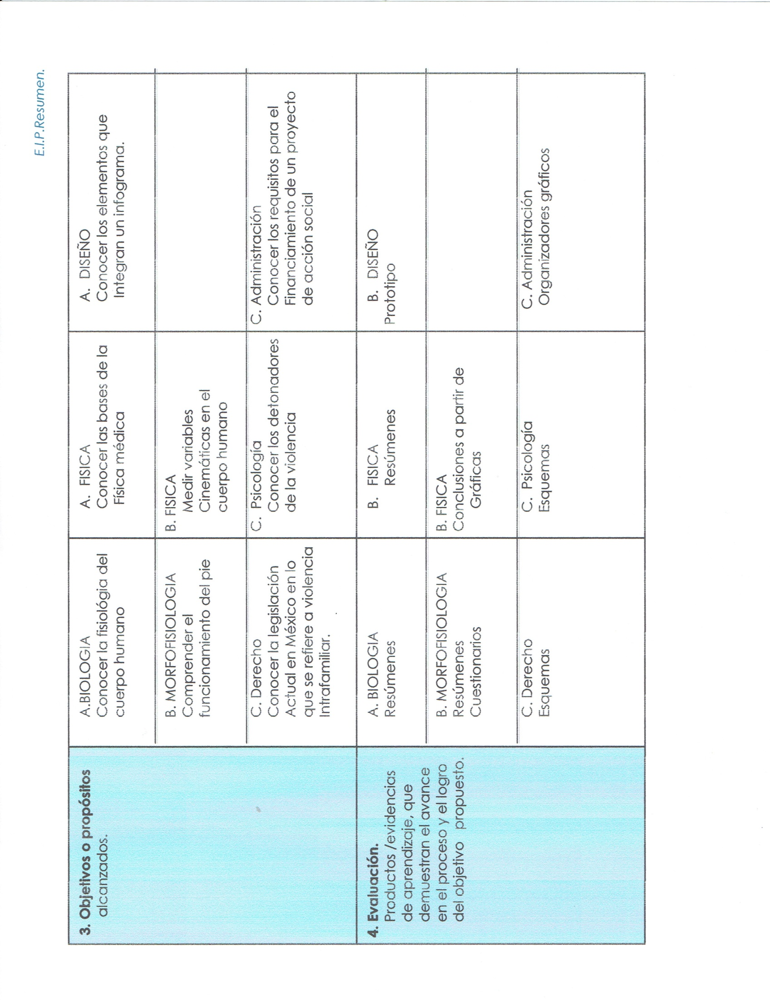 E.I.P.Resumen.
3. Objetivos o propósitos
alcanzados.
A.BIOLOGIA
Conocer la fisiológia del
cuerpo humano
A. FISICA
Conocer las bases de la
Física médica
A. DISEÑO
Conocer los elementos que
Integran un infograma.
B. MORFOFISIOLOGIA
Comprender el
funcionamiento del pie
B. FISICA
Medir variables
Cinemáticas en el
cuerpo humano
C. Derecho
Conocer la legislación
Actual en México en lo
que se refiere a violencia
Intrafamiliar.
C. Psicología
Conocer los detonadores
de la violencia
C. Administración
Conocer los requisitos para el
Financiamiento de un proyecto
de acción social
4. Evaluación.
Productos /evidencias
de aprendizaje, que
demuestran el avance
en el proceso y el logro
del objetivo propuesto.
A. BIOLOGIA
Resúmenes
B. FISICA
Resúmenes
B. DISEÑO
Prototipo
B. MORFOFISIOLOGIA
Resúmenes
Cuestionarios
B. FISICA
Conclusiones a partir de
Gráficas
C. Derecho
Esquemas
C. Psicología
Esquemas
C. Administración
Organizadores gráficos